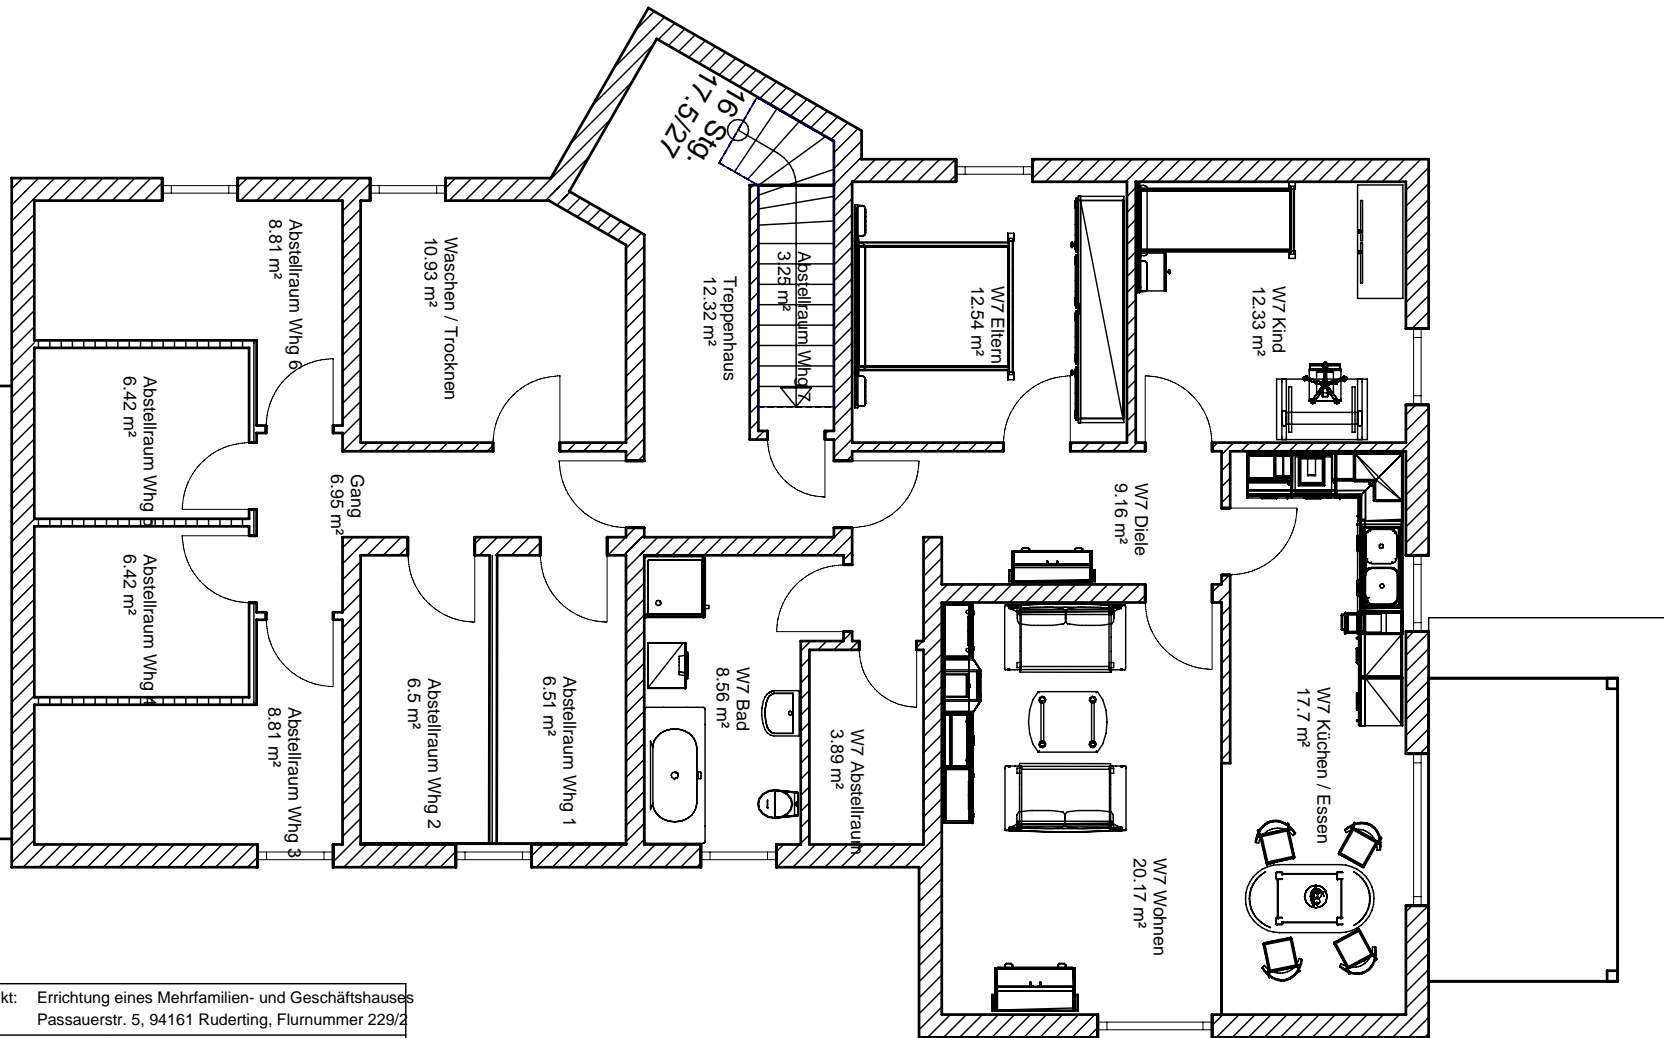 16 Stg.
17.5/27
Abstellraum Whg 6
8.81 m²
Waschen / Trocknen
10.93 m²
Abstellraum Whg 7
3.25 m²
Treppenhaus
12.32 m²
W7 Eltern
12.54 m²
W7 Kind
12.33 m²
Abstellraum Whg 5
6.42 m²
Gang
6.95 m²
W7 Diele
9.16 m²
Abstellraum Whg 4
6.42 m²
Abstellraum Whg 3
8.81 m²
Abstellraum Whg 2
6.5 m²
Abstellraum Whg 1
6.51 m²
W7 Bad
8.56 m²
W7 Abstellraum
3.89 m²
W7 Küchen / Essen
17.7 m²
W7 Wohnen
20.17 m²
kt: Errichtung eines Mehrfamilien- und Geschäftshauses
Passauerstr. 5, 94161 Ruderting, Flurnummer 229/2